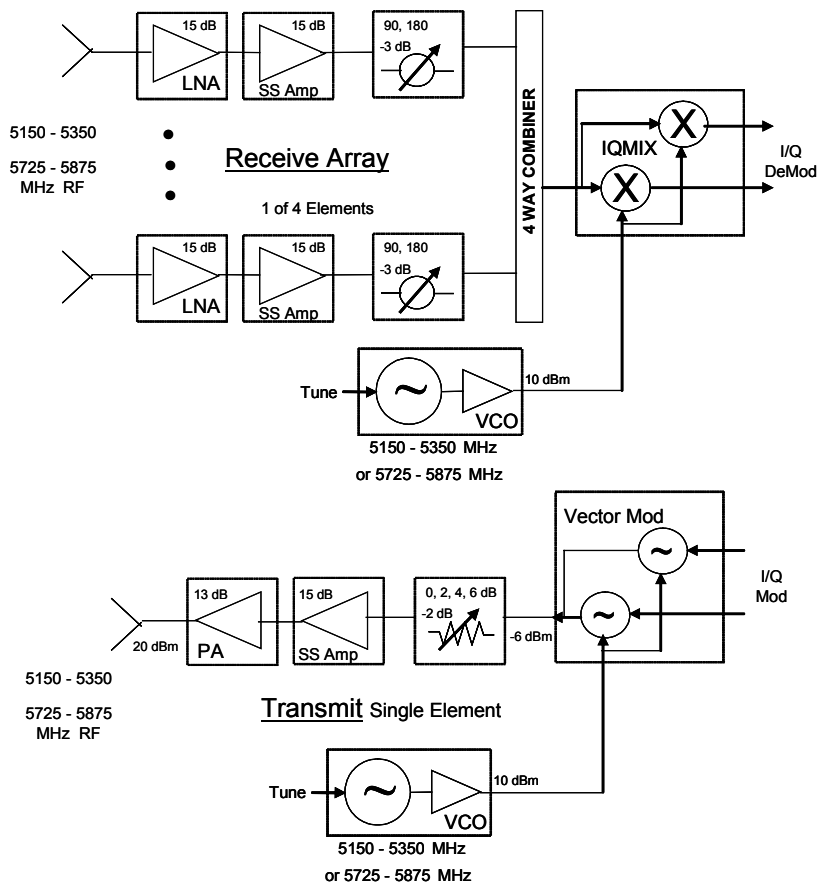 15 dB
LNA
15 dB
SS Amp
90, 180
-3 dB
5150 - 5350
5725 - 5875
MHz RF
Receive Array
1 of 4 Elements
4 WAY COMBINER
IQMIX
X
X
I/Q
DeMod
15 dB
LNA
15 dB
SS Amp
90, 180
-3 dB
Tune
~
VCO
10 dBm
5150 - 5350 MHz
or 5725 - 5875 MHz
Vector Mod
~
~
I/Q
Mod
13 dB
PA
15 dB
SS Amp
0, 2, 4, 6 dB
-2 dB
-6 dBm
20 dBm
5150 - 5350
5725 - 5875
MHz RF
Transmit Single Element
Tune
~
VCO
10 dBm
5150 - 5350 MHz
or 5725 - 5875 MHz